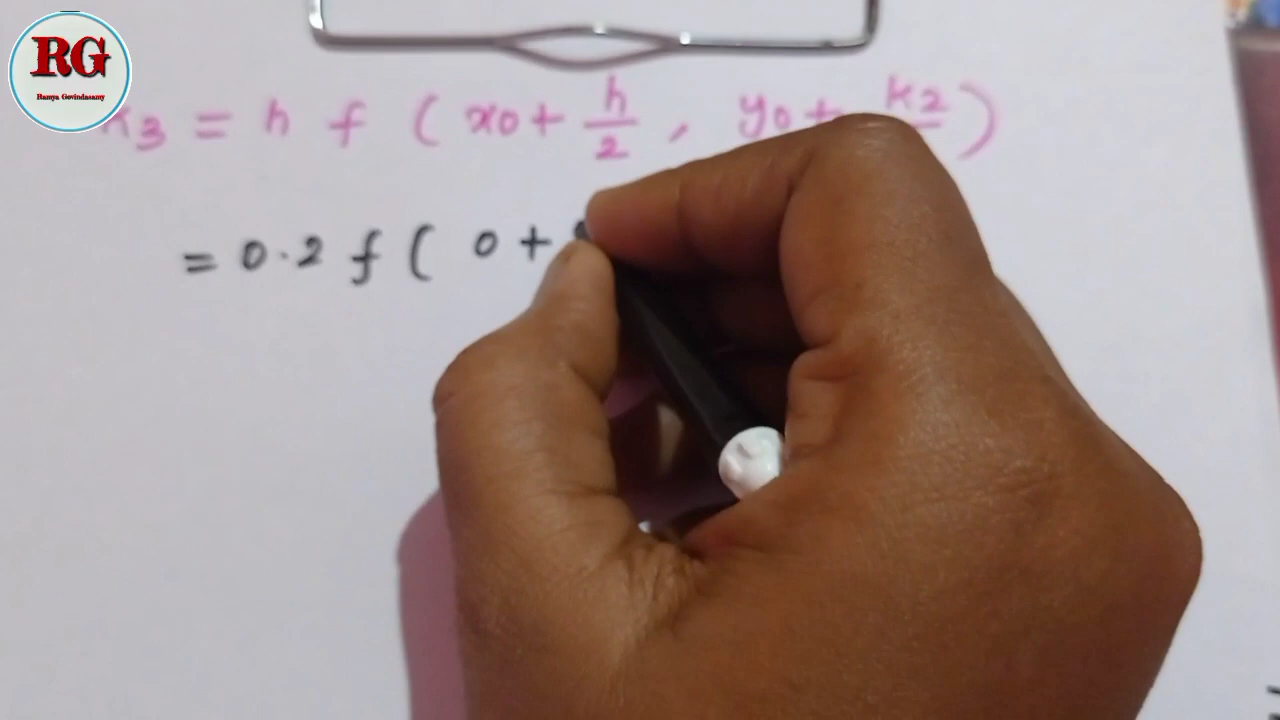 RG
Ramya Govindasamy
K3 = h f ( x0 + h/2 , y0 + K2/ )
= 0.2 f ( 0 +